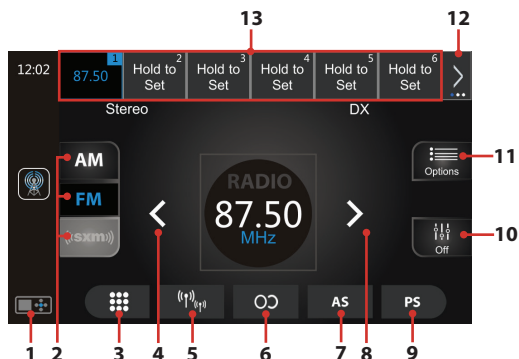 13
12
12:02
87.50
1
Hold to Set
2
Hold to Set
3
Hold to Set
4
Hold to Set
5
Hold to Set
6
Stereo
DX
AM
FM
((sxm))
RADIO
87.50
MHz
Options
11
Off
10
AS
PS
1
2
3
4
5
6
7
8
9